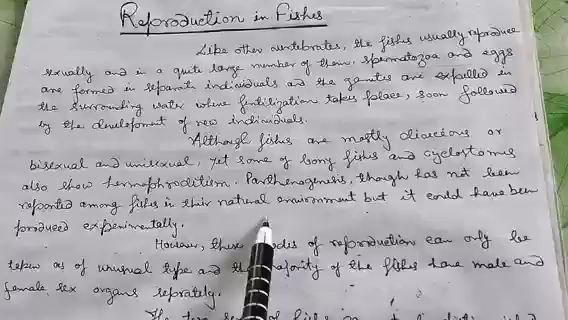 Reproduction in Fishes
Like other vertebrates, the fishes usually reproduce
sexually and in a quite large number of them, spermatozoa and eggs
are formed in separate individuals and the gametes are expelled in
the surrounding water where fertilization takes place, soon followed
by the development of new individuals.
Although fishes are mostly dioecious or
bisexual and unisexual, yet some of bony fishes and cyclostomes
also show hermaphroditism. Parthenogenesis, though has not been
reported among fishes in their natural environment but it could have been
produced experimentally.
However, these of reproduction can only be
taken as of unusual type and the majority of the fishes have male and
female sex organs seprately.
The two